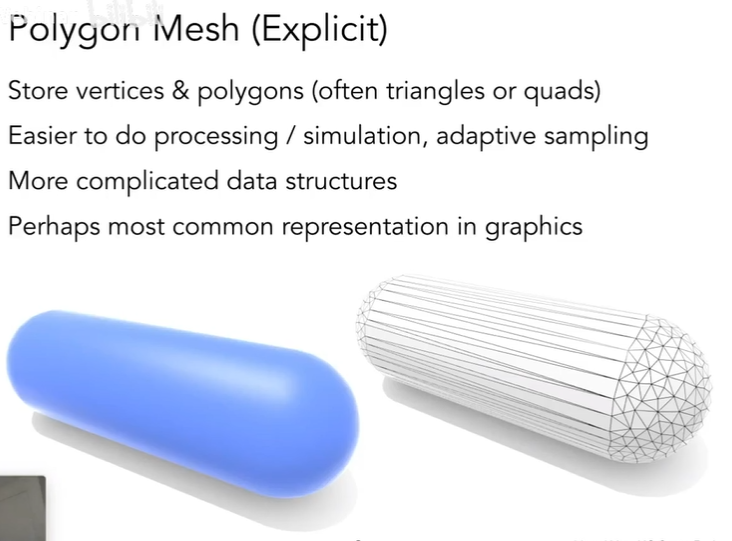 Polygon Mesh (Explicit)
Store vertices & polygons (often triangles or quads)
Easier to do processing / simulation, adaptive sampling
More complicated data structures
Perhaps most common representation in graphics